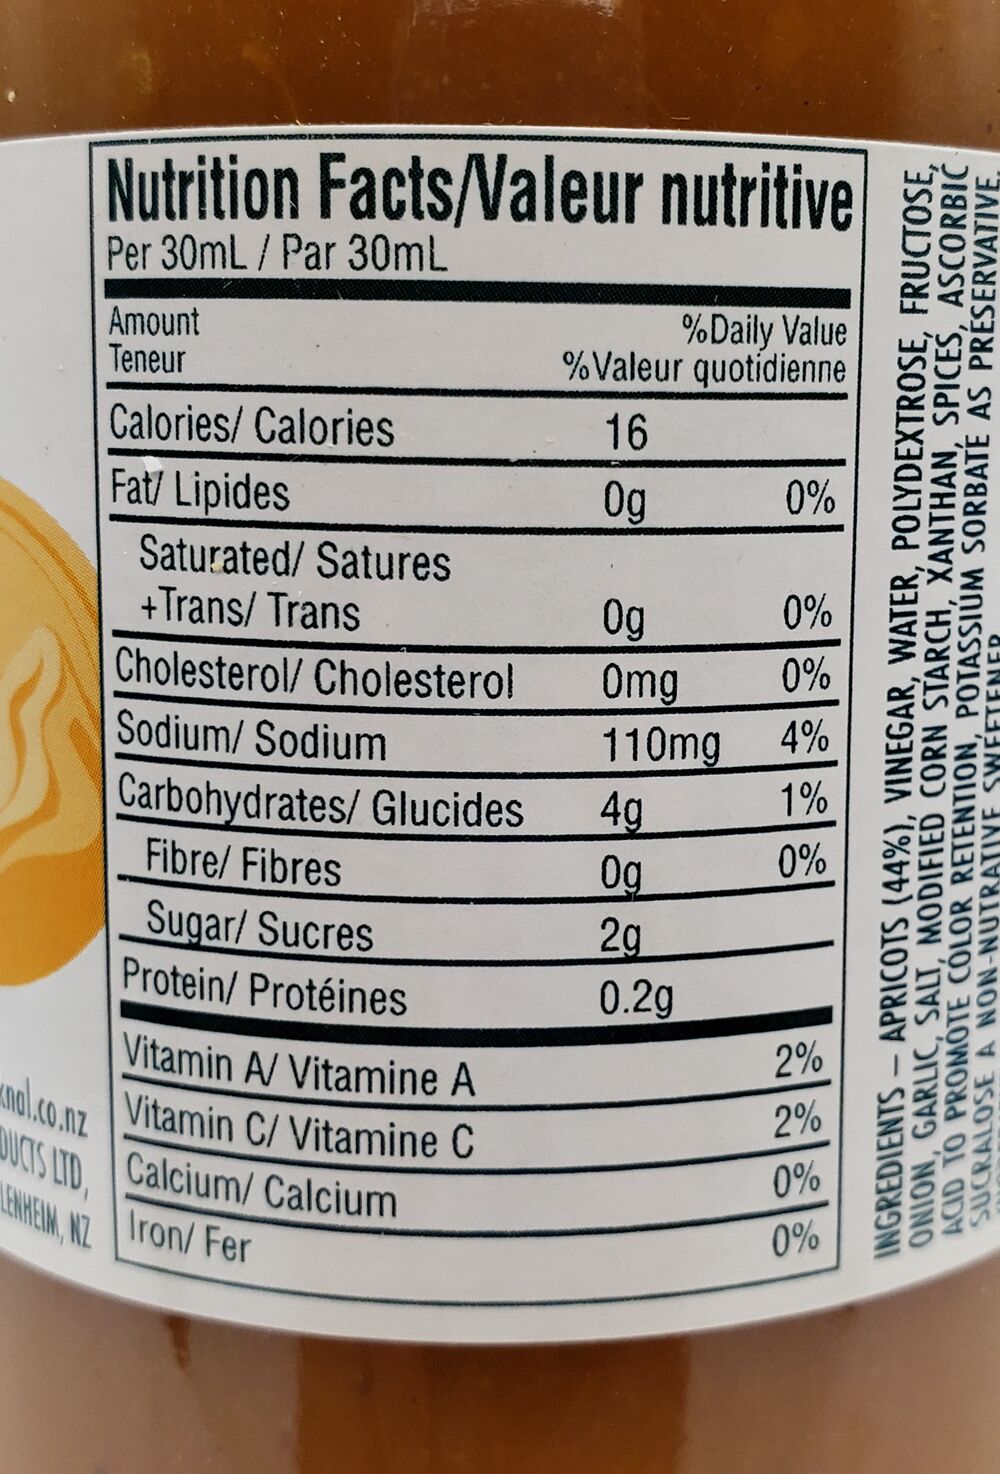 Nutrition Facts/Valeur nutritive
Per 30mL / Par 30mL
Amount
Teneur
%Daily Value
%Valeur quotidienne
Calories/ Calories 16
Fat/ Lipides 0g 0%
Saturated/ Satures
+Trans/ Trans 0g 0%
Cholesterol/ Cholesterol 0mg 0%
Sodium/ Sodium 110mg 4%
Carbohydrates/ Glucides 4g 1%
Fibre/ Fibres 0g 0%
Sugar/ Sucres 2g
Protein/ Protéines 0.2g
Vitamin A/ Vitamine A 2%
Vitamin C/ Vitamine C 2%
Calcium/ Calcium 0%
Iron/ Fer 0%
INGREDIENTS – APRICOTS (44%), VINEGAR, WATER, POLYDEXTROSE, FRUCTOSE,
ONION, GARLIC, SALT, MODIFIED CORN STARCH, XANTHAN, SPICES, ASCORBIC
ACID TO PROMOTE COLOR RETENTION, POTASSIUM SORBATE AS PRESERVATIVE.
SUCRALOSE A NON-NUTRATIVE SWEETENER
.co.nz
LTD,
NZ